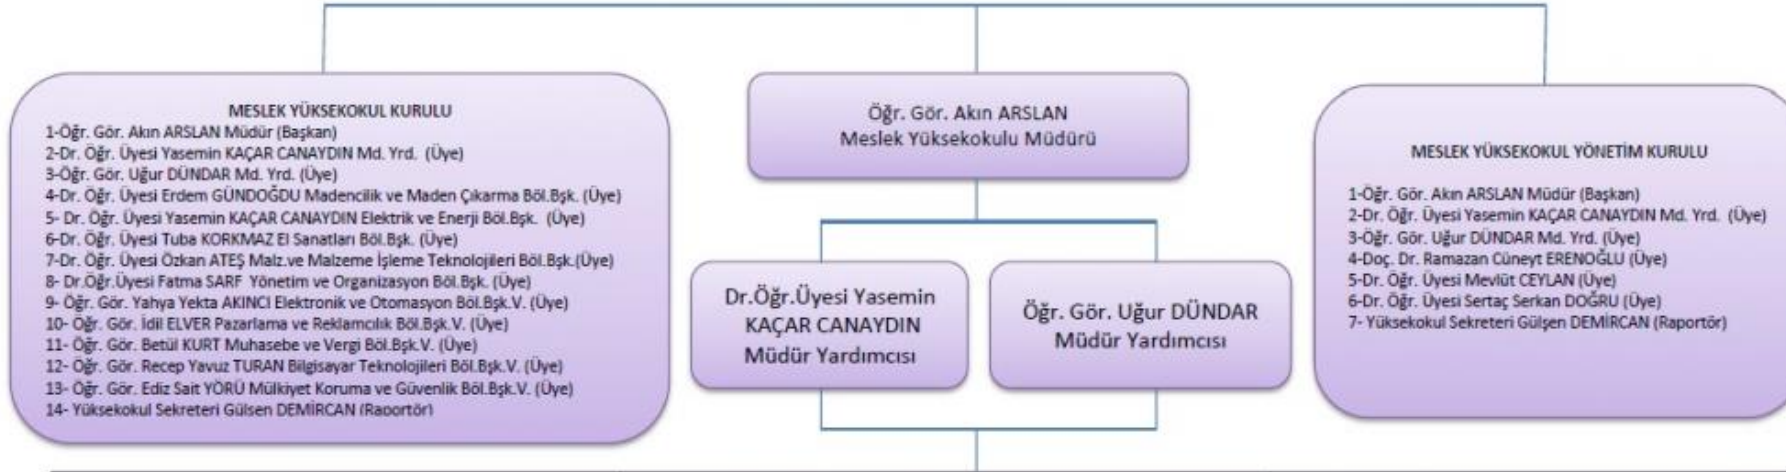 MESLEK YÜKSEKOKUL KURULU
1-Öğr. Gör. Akın ARSLAN Müdür (Başkan)
2-Dr. Öğr. Üyesi Yasemin KAÇAR CANAYDIN Md. Yrd. (Üye)
3-Öğr. Gör. Uğur DÜNDAR Md. Yrd. (Üye)
4-Dr. Öğr. Üyesi Erdem GÜNDOĞDU Madencilik ve Maden Çıkarma Böl.Bşk. (Üye)
5- Dr. Öğr. Üyesi Yasemin KAÇAR CANAYDIN Elektrik ve Enerji Böl.Bşk. (Üye)
6-Dr. Öğr. Üyesi Tuba KORKMAZ El Sanatları Böl.Bşk. (Üye)
7-Dr. Öğr. Üyesi Özkan ATEŞ Malz.ve Malzeme İşleme Teknolojileri Böl.Bşk.(Üye)
8- Dr.Öğr.Üyesi Fatma SARF Yönetim ve Organizasyon Böl.Bşk. (Üye)
9- Öğr. Gör. Yahya Yekta AKINCI Elektronik ve Otomasyon Böl.Bşk.V. (Üye)
10- Öğr. Gör. İdil ELVER Pazarlama ve Reklamcılık Böl.Bşk.V. (Üye)
11- Öğr. Gör. Betül KURT Muhasebe ve Vergi Böl.Bşk.V. (Üye)
12- Öğr. Gör. Recep Yavuz TURAN Bilgisayar Teknolojileri Böl.Bşk.V. (Üye)
13- Öğr. Gör. Ediz Sait YÖRÜ Mülkiyet Koruma ve Güvenlik Böl.Bşk.V. (Üye)
14- Yüksekokul Sekreteri Gülşen DEMİRCAN (Raportör)
Öğr. Gör. Akın ARSLAN
Meslek Yüksekokulu Müdürü
Dr.Öğr.Üyesi Yasemin
KAÇAR CANAYDIN
Müdür Yardımcısı
Öğr. Gör. Uğur DÜNDAR
Müdür Yardımcısı
MESLEK YÜKSEKOKUL YÖNETİM KURULU
1-Öğr. Gör. Akın ARSLAN Müdür (Başkan)
2-Dr. Öğr. Üyesi Yasemin KAÇAR CANAYDIN Md. Yrd. (Üye)
3-Öğr. Gör. Uğur DÜNDAR Md. Yrd. (Üye)
4-Doç. Dr. Ramazan Cüneyt ERENOĞLU (Üye)
5-Dr. Öğr. Üyesi Mevlüt CEYLAN (Üye)
6-Dr. Öğr. Üyesi Sertaç Serkan DOĞRU (Üye)
7- Yüksekokul Sekreteri Gülşen DEMİRCAN (Raportör)